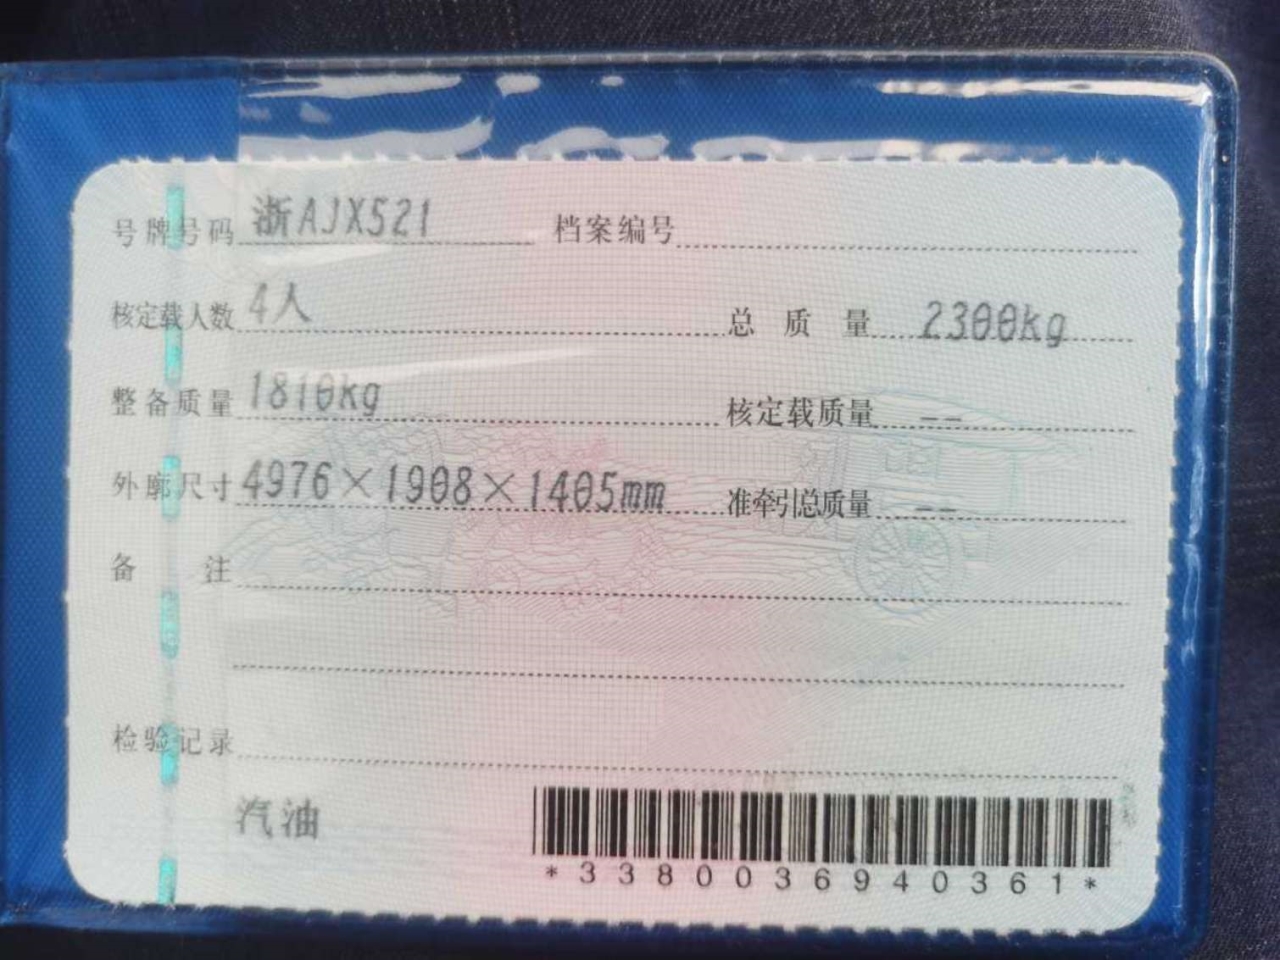 号牌号码 浙AJX521 档案编号
核定载人数 4人 总质量 2300kg
整备质量 1810kg 核定载质量 --
外廓尺寸 4976×1908×1405mm 准牵引总质量 --
备注
检验记录
汽油
*3380036940361*